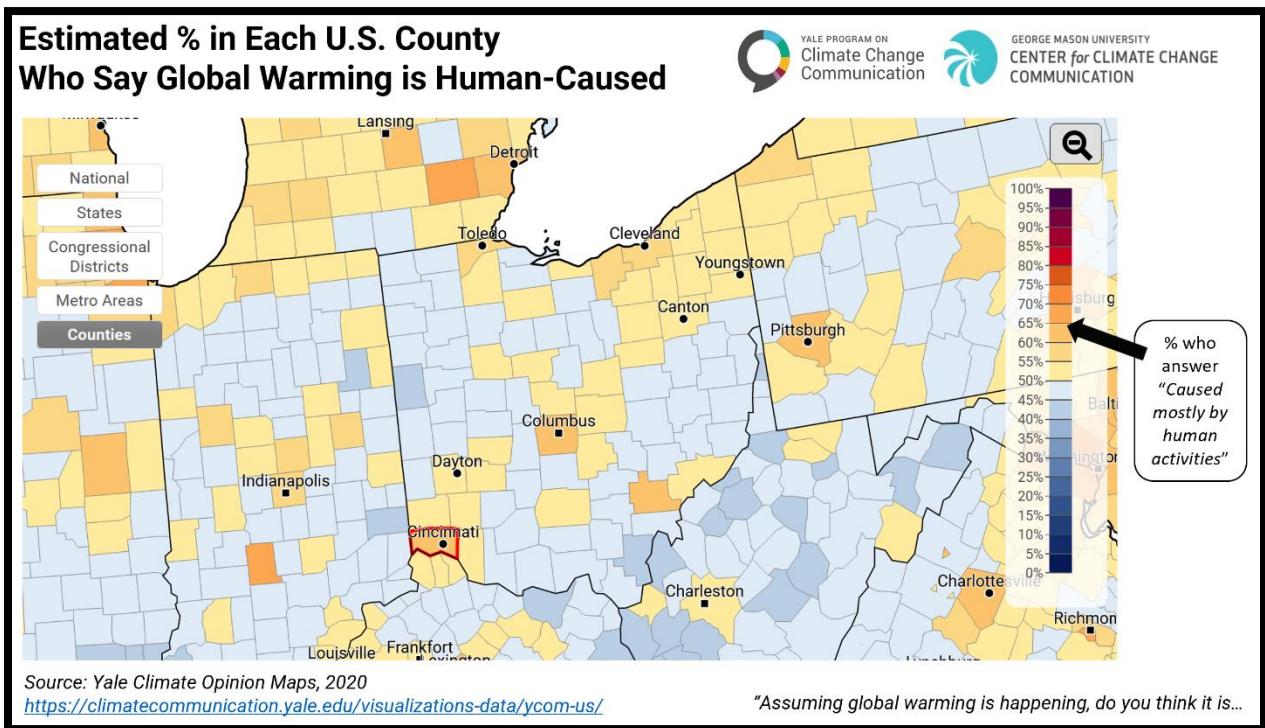 Estimated % in Each U.S. County
Who Say Global Warming is Human-Caused
YALE PROGRAM ON
Climate Change
Communication
GEORGE MASON UNIVERSITY
CENTER for CLIMATE CHANGE
COMMUNICATION
National
States
Congressional
Districts
Metro Areas
Counties
Lansing
Detroit
Toledo
Cleveland
Youngstown
Canton
Pittsburgh
Columbus
Dayton
Indianapolis
Cincinnati
Charleston
Charlottesville
Richmon
Louisville
Frankfort
100%
95%
90%
85%
80%
75%
70%
65%
60%
55%
50%
45%
40%
35%
30%
25%
20%
15%
10%
5%
0%
% who
answer
“Caused
mostly by
human
activities”
Source: Yale Climate Opinion Maps, 2020
https://climatecommunication.yale.edu/visualizations-data/ycom-us/
“Assuming global warming is happening, do you think it is…